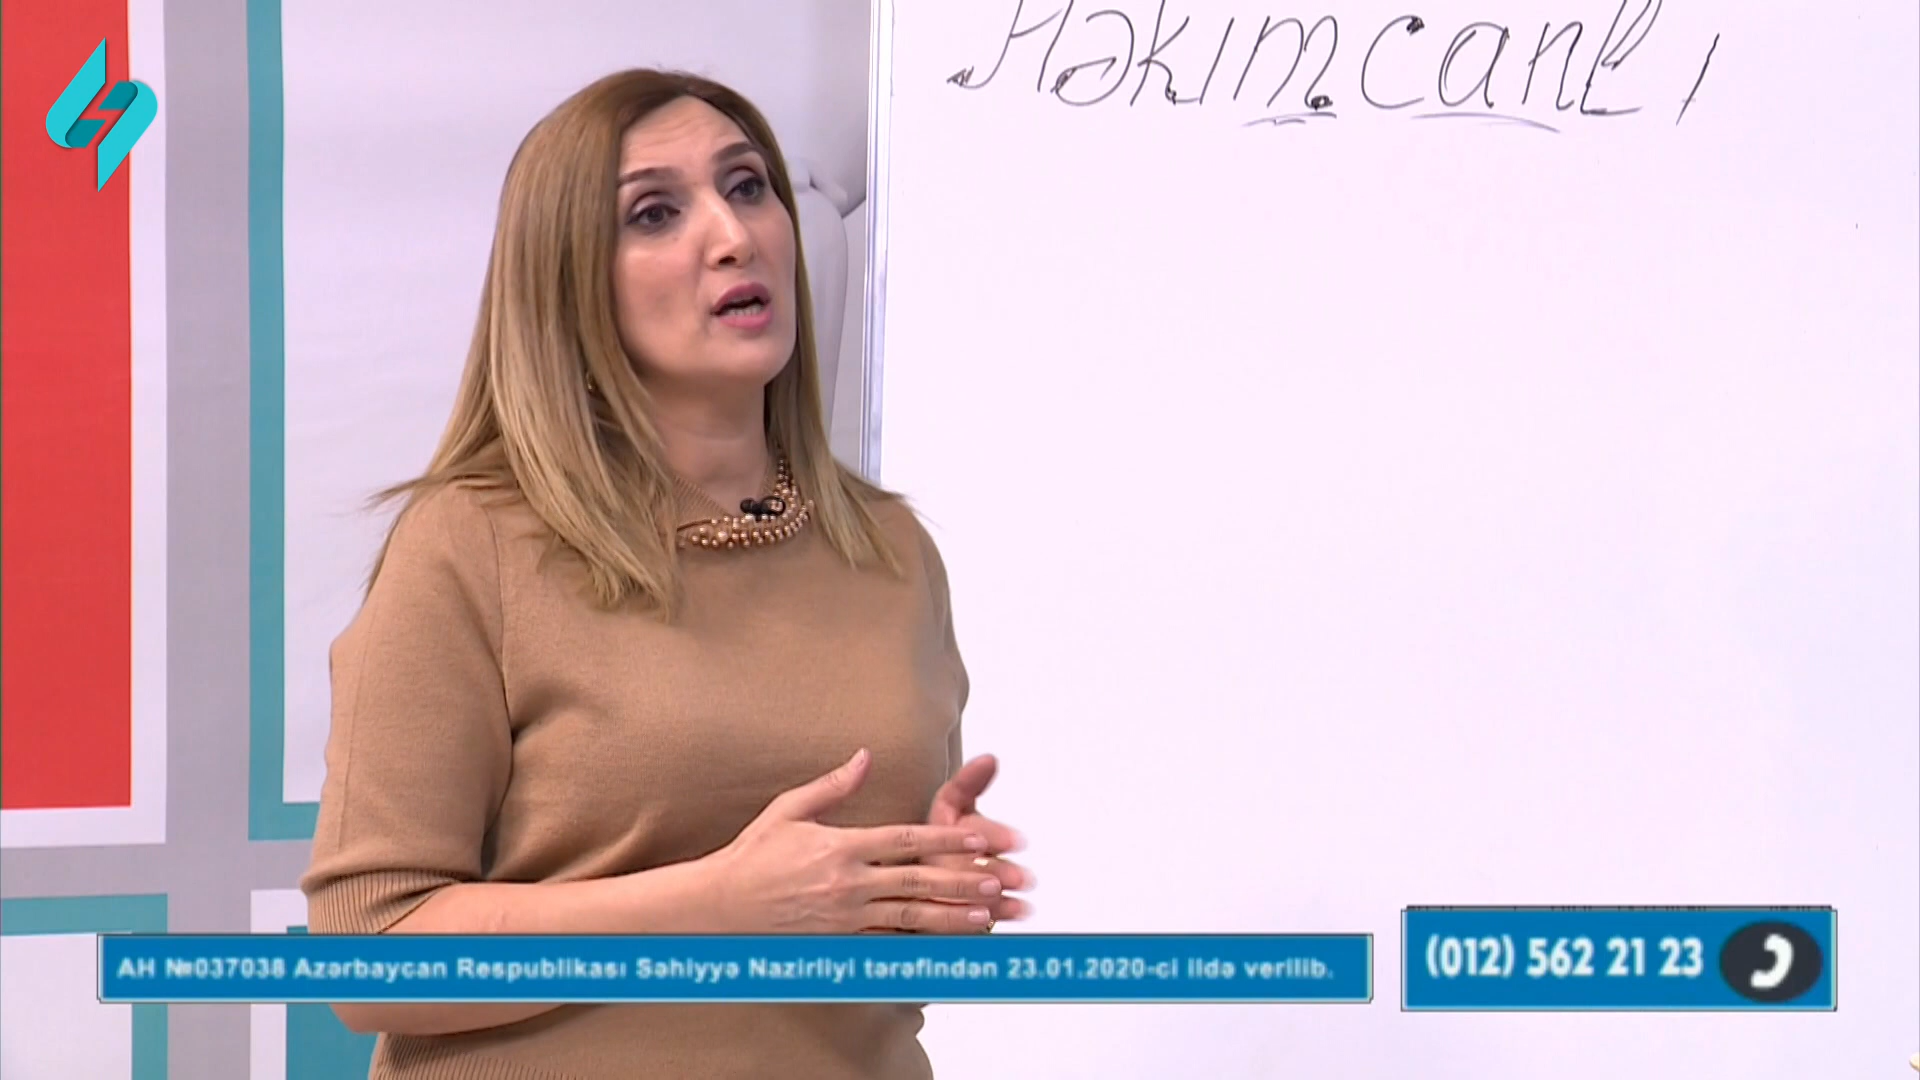 Həkimcanlı
AH №037038 Azərbaycan Respublikası Səhiyyə Nazirliyi tərəfindən 23.01.2020-ci ildə verilib.
(012) 562 21 23